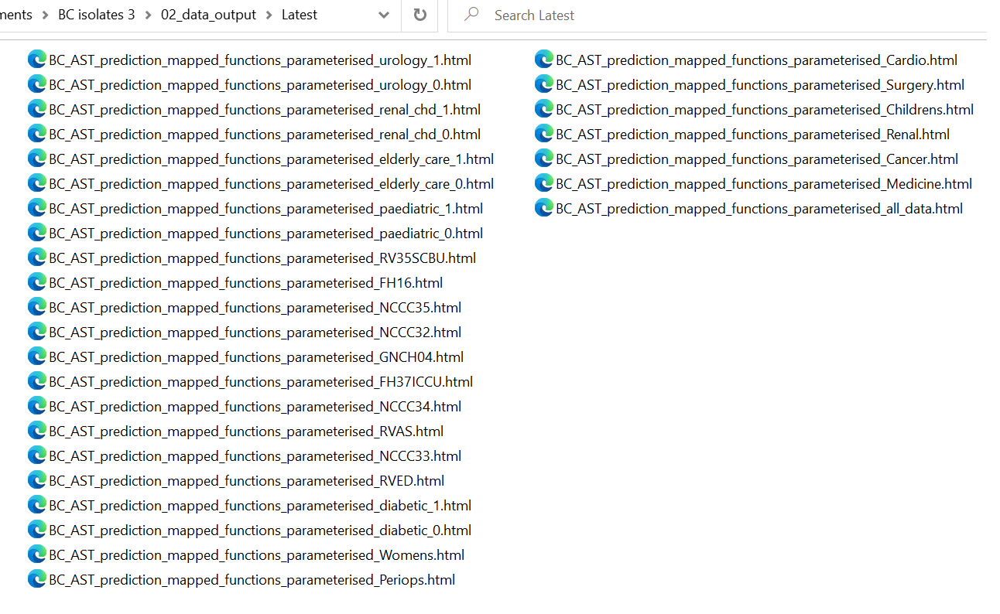 ments > BC isolates 3 > 02_data_output > Latest
Search Latest
BC_AST_prediction_mapped_functions_parameterised_urology_1.html
BC_AST_prediction_mapped_functions_parameterised_urology_0.html
BC_AST_prediction_mapped_functions_parameterised_renal_chd_1.html
BC_AST_prediction_mapped_functions_parameterised_renal_chd_0.html
BC_AST_prediction_mapped_functions_parameterised_elderly_care_1.html
BC_AST_prediction_mapped_functions_parameterised_elderly_care_0.html
BC_AST_prediction_mapped_functions_parameterised_paediatric_1.html
BC_AST_prediction_mapped_functions_parameterised_paediatric_0.html
BC_AST_prediction_mapped_functions_parameterised_RV35SCBU.html
BC_AST_prediction_mapped_functions_parameterised_FH16.html
BC_AST_prediction_mapped_functions_parameterised_NCCC35.html
BC_AST_prediction_mapped_functions_parameterised_NCCC32.html
BC_AST_prediction_mapped_functions_parameterised_GNCH04.html
BC_AST_prediction_mapped_functions_parameterised_FH37ICCU.html
BC_AST_prediction_mapped_functions_parameterised_NCCC34.html
BC_AST_prediction_mapped_functions_parameterised_RVAS.html
BC_AST_prediction_mapped_functions_parameterised_NCCC33.html
BC_AST_prediction_mapped_functions_parameterised_RVED.html
BC_AST_prediction_mapped_functions_parameterised_diabetic_1.html
BC_AST_prediction_mapped_functions_parameterised_diabetic_0.html
BC_AST_prediction_mapped_functions_parameterised_Womens.html
BC_AST_prediction_mapped_functions_parameterised_Periops.html
BC_AST_prediction_mapped_functions_parameterised_Cardio.html
BC_AST_prediction_mapped_functions_parameterised_Surgery.html
BC_AST_prediction_mapped_functions_parameterised_Childrens.html
BC_AST_prediction_mapped_functions_parameterised_Renal.html
BC_AST_prediction_mapped_functions_parameterised_Cancer.html
BC_AST_prediction_mapped_functions_parameterised_Medicine.html
BC_AST_prediction_mapped_functions_parameterised_all_data.html